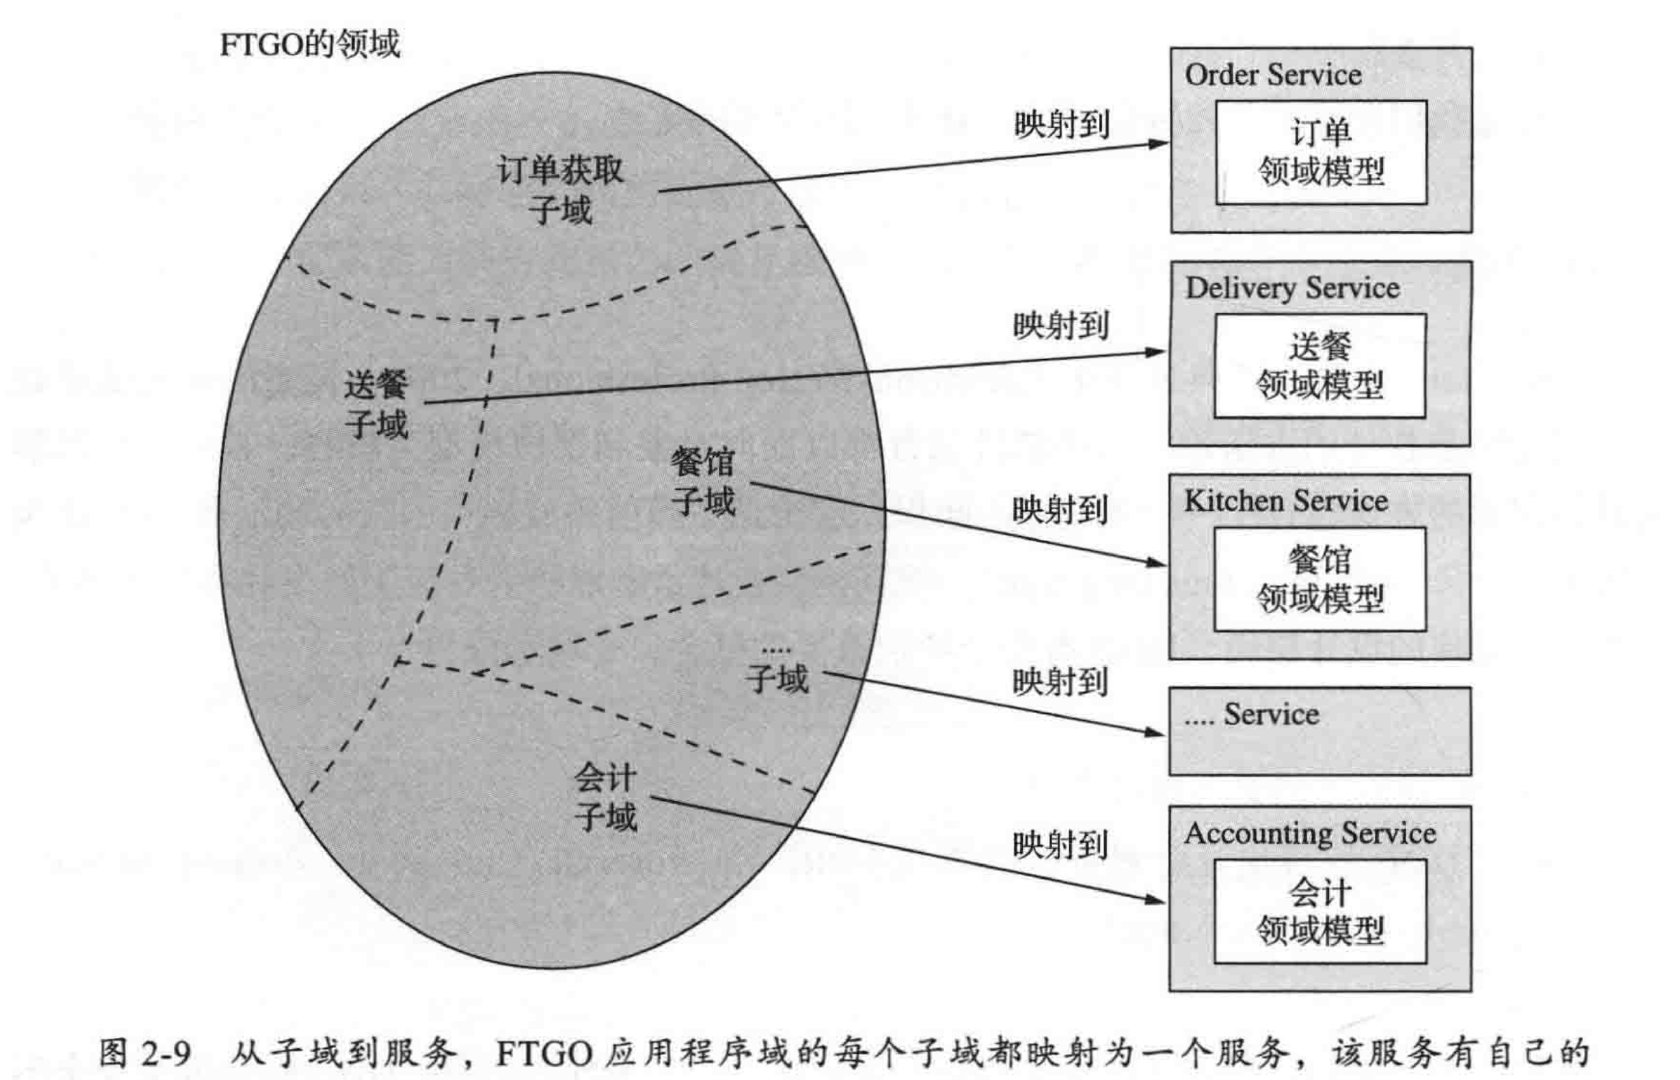 FTGO的领域
订单获取
子域
映射到
Order Service
订单
领域模型
送餐
子域
映射到
Delivery Service
送餐
领域模型
餐馆
子域
映射到
Kitchen Service
餐馆
领域模型
....
子域
映射到
.... Service
会计
子域
映射到
Accounting Service
会计
领域模型
图 2-9 从子域到服务，FTGO 应用程序域的每个子域都映射为一个服务，该服务有自己的